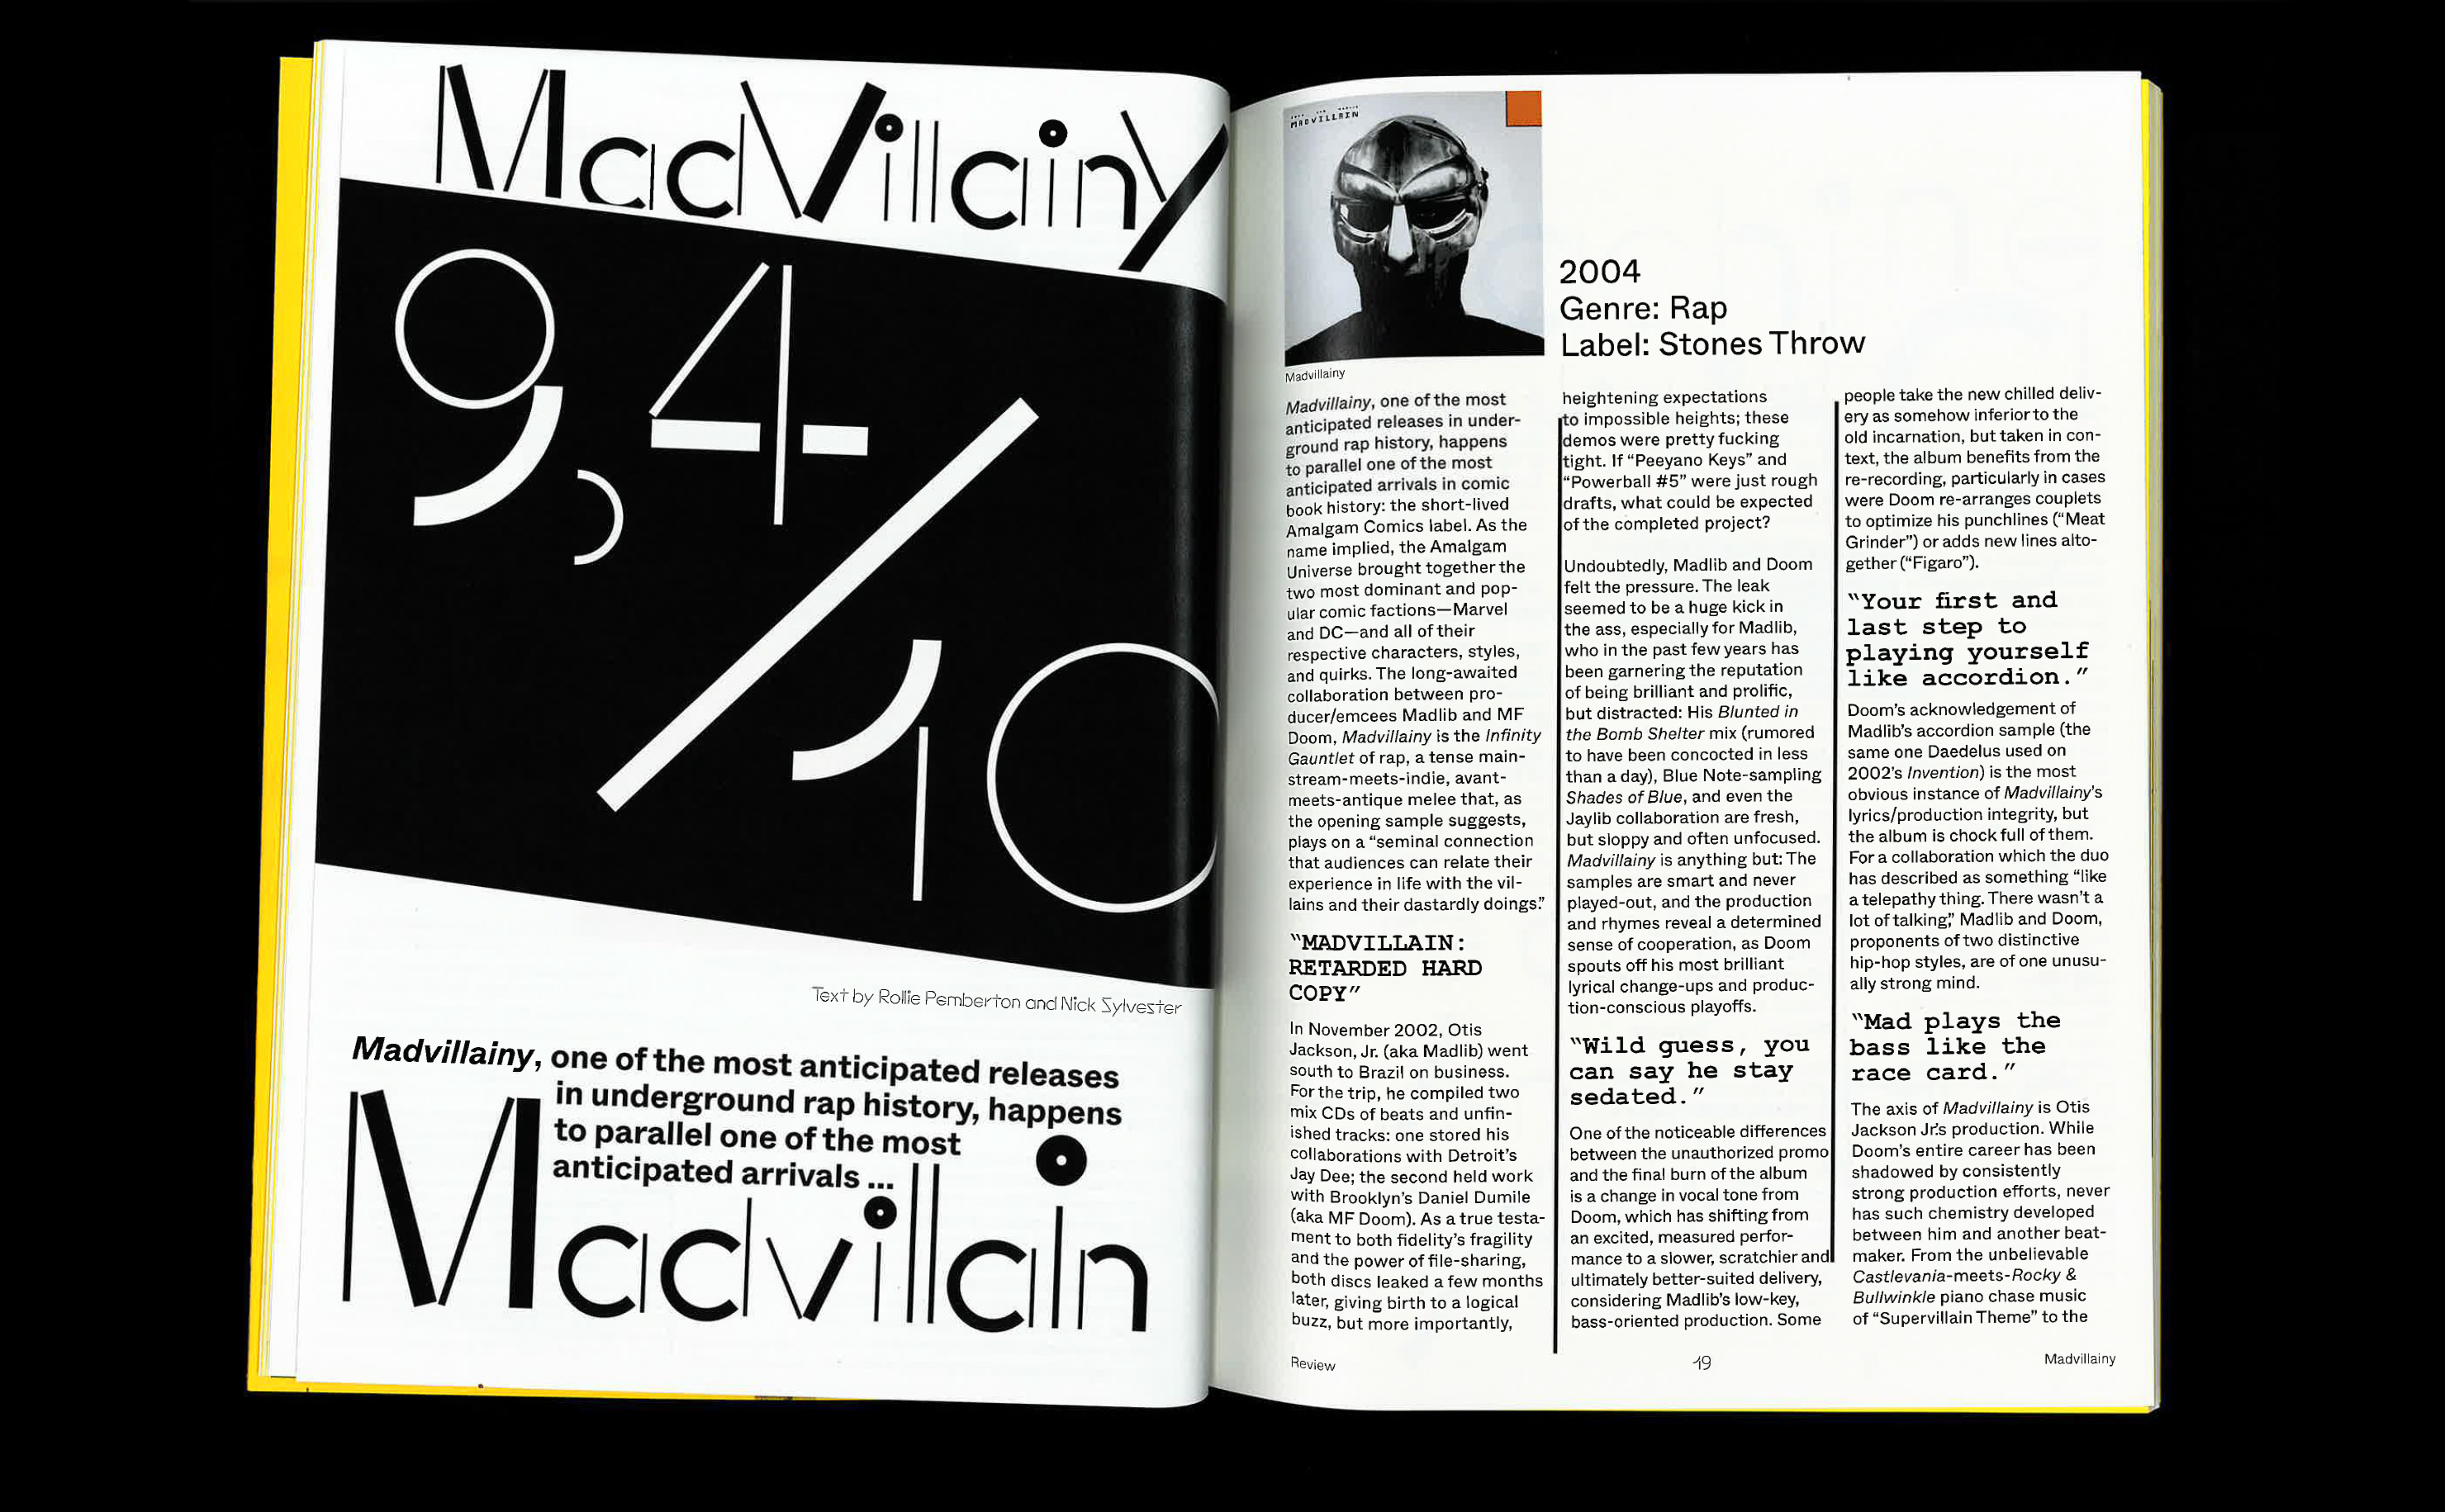 MadVillainy
9,4/10
Text by Rollie Pemberton and Nick Sylvester
Madvillainy, one of the most anticipated releases
in underground rap history, happens
to parallel one of the most
anticipated arrivals ...
Madvillain
MADVILLAIN
Madvillainy
2004
Genre: Rap
Label: Stones Throw
Madvillainy, one of the most
anticipated releases in under-
ground rap history, happens
to parallel one of the most
anticipated arrivals in comic
book history: the short-lived
Amalgam Comics label. As the
name implied, the Amalgam
Universe brought together the
two most dominant and pop-
ular comic factions—Marvel
and DC—and all of their
respective characters, styles,
and quirks. The long-awaited
collaboration between pro-
ducer/emcees Madlib and MF
Doom, Madvillainy is the Infinity
Gauntlet of rap, a tense main-
stream-meets-indie, avant-
meets-antique melee that, as
the opening sample suggests,
plays on a “seminal connection
that audiences can relate their
experience in life with the vil-
lains and their dastardly doings.”
“MADVILLAIN:
RETARDED HARD
COPY”
In November 2002, Otis
Jackson, Jr. (aka Madlib) went
south to Brazil on business.
For the trip, he compiled two
mix CDs of beats and unfin-
ished tracks: one stored his
collaborations with Detroit’s
Jay Dee; the second held work
with Brooklyn’s Daniel Dumile
(aka MF Doom). As a true testa-
ment to both fidelity’s fragility
and the power of file-sharing,
both discs leaked a few months
later, giving birth to a logical
buzz, but more importantly,
heightening expectations
to impossible heights; these
demos were pretty fucking
tight. If “Peeyano Keys” and
“Powerball #5” were just rough
drafts, what could be expected
of the completed project?
Undoubtedly, Madlib and Doom
felt the pressure. The leak
seemed to be a huge kick in
the ass, especially for Madlib,
who in the past few years has
been garnering the reputation
of being brilliant and prolific,
but distracted: His Blunted in
the Bomb Shelter mix (rumored
to have been concocted in less
than a day), Blue Note-sampling
Shades of Blue, and even the
Jaylib collaboration are fresh,
but sloppy and often unfocused.
Madvillainy is anything but: The
samples are smart and never
played-out, and the production
and rhymes reveal a determined
sense of cooperation, as Doom
spouts off his most brilliant
lyrical change-ups and produc-
tion-conscious playoffs.
“Wild guess, you
can say he stay
sedated.”
One of the noticeable differences
between the unauthorized promo
and the final burn of the album
is a change in vocal tone from
Doom, which has shifting from
an excited, measured perfor-
mance to a slower, scratchier and
ultimately better-suited delivery,
considering Madlib’s low-key,
bass-oriented production. Some
people take the new chilled deliv-
ery as somehow inferior to the
old incarnation, but taken in con-
text, the album benefits from the
re-recording, particularly in cases
were Doom re-arranges couplets
to optimize his punchlines (“Meat
Grinder”) or adds new lines alto-
gether (“Figaro”).
“Your first and
last step to
playing yourself
like accordion.”
Doom’s acknowledgement of
Madlib’s accordion sample (the
same one Daedelus used on
2002’s Invention) is the most
obvious instance of Madvillainy’s
lyrics/production integrity, but
the album is chock full of them.
For a collaboration which the duo
has described as something “like
a telepathy thing. There wasn’t a
lot of talking,” Madlib and Doom,
proponents of two distinctive
hip-hop styles, are of one unusu-
ally strong mind.
“Mad plays the
bass like the
race card.”
The axis of Madvillainy is Otis
Jackson Jr.’s production. While
Doom’s entire career has been
shadowed by consistently
strong production efforts, never
has such chemistry developed
between him and another beat-
maker. From the unbelievable
Castlevania-meets-Rocky &
Bullwinkle piano chase music
of “Supervillain Theme” to the
Review
19
Madvillainy